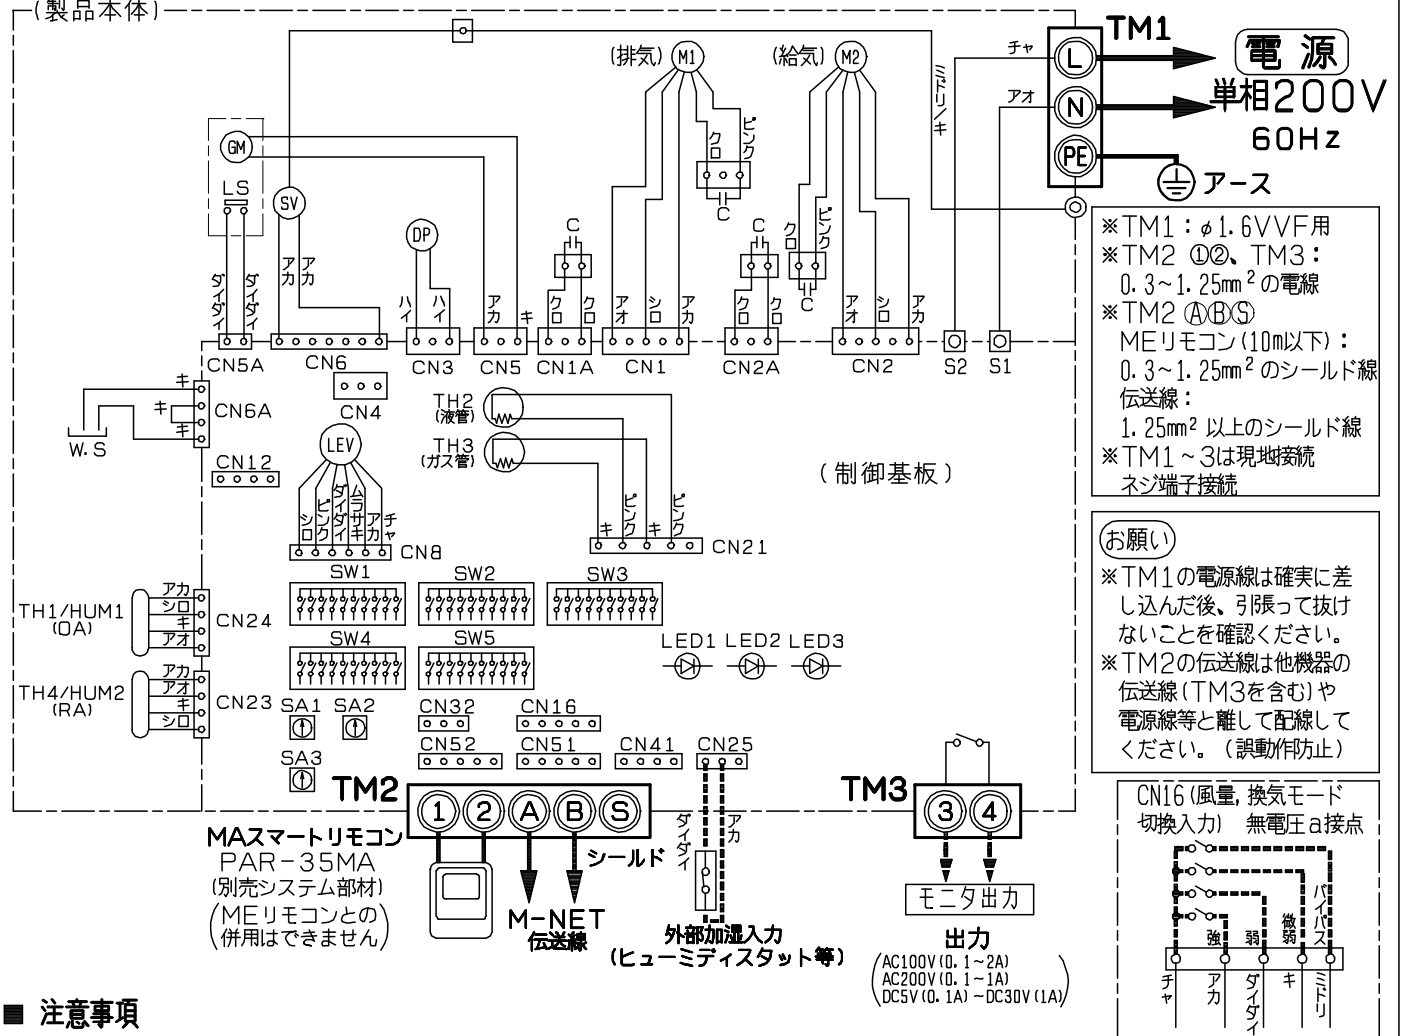 (製品本体)
TM1
L
N
PE
電源
単相200V
60Hz
アース
チャ
アオ
ミドリ/キ
(排気)
M1
(給気)
M2
クロ
ピンク
C
GM
LS
SV
DP
C
C
クロ
ピンク
C
ダイダイ
ダイダイ
アカ
アカ
ハイ
ハイ
アカ
キ
クロ
クロ
アオ
シロ
アカ
クロ
クロ
アオ
シロ
アカ
CN5A
CN6
CN3
CN5
CN1A
CN1
CN2A
CN2
S2
S1
CN4
キ
キ
キ
CN6A
W.S
CN12
LEV
TH2
(液管)
TH3
(ガス管)
(制御基板)
シロ
ピンク
ダイダイ
ムラサキ
アカ
チャ
CN8
キ
ピンク
キ
ピンク
CN21
SW1
SW2
SW3
SW4
SW5
TH1/HUM1
(OA)
アカ
シロ
キ
アオ
CN24
TH4/HUM2
(RA)
アカ
アオ
キ
シロ
CN23
LED1
LED2
LED3
SA1
SA2
SA3
CN32
CN16
CN52
CN51
CN41
CN25
TM2
1
2
A
B
S
TM3
3
4
MAスマートリモコン
PAR-35MA
(別売システム部材)
(MEリモコンとの
併用はできません)
シールド
M-NET
伝送線
ダイダイ
アカ
外部加湿入力
(ヒューミディスタット等)
モニタ出力
出力
(AC100V(0.1~2A)
AC200V(0.1~1A)
DC5V(0.1A)~DC30V(1A))
※TM1:φ1.6VVF用
※TM2 ①②、TM3:
0.3~1.25mm²の電線
※TM2 ⒶⒷⓈ
MEリモコン(10m以下):
0.3~1.25mm²のシールド線
伝送線:
1.25mm²以上のシールド線
※TM1~3は現地接続
ネジ端子接続
お願い
※TM1の電源線は確実に差
し込んだ後、引張って抜け
ないことを確認ください。
※TM2の伝送線は他機器の
伝送線(TM3を含む)や
電源線等と離して配線して
ください。(誤動作防止)
CN16(風量,換気モード
切換入力) 無電圧a接点
強
弱
微弱
バイパス
チャ
アカ
ダイダイ
キ
ミドリ
■ 注意事項